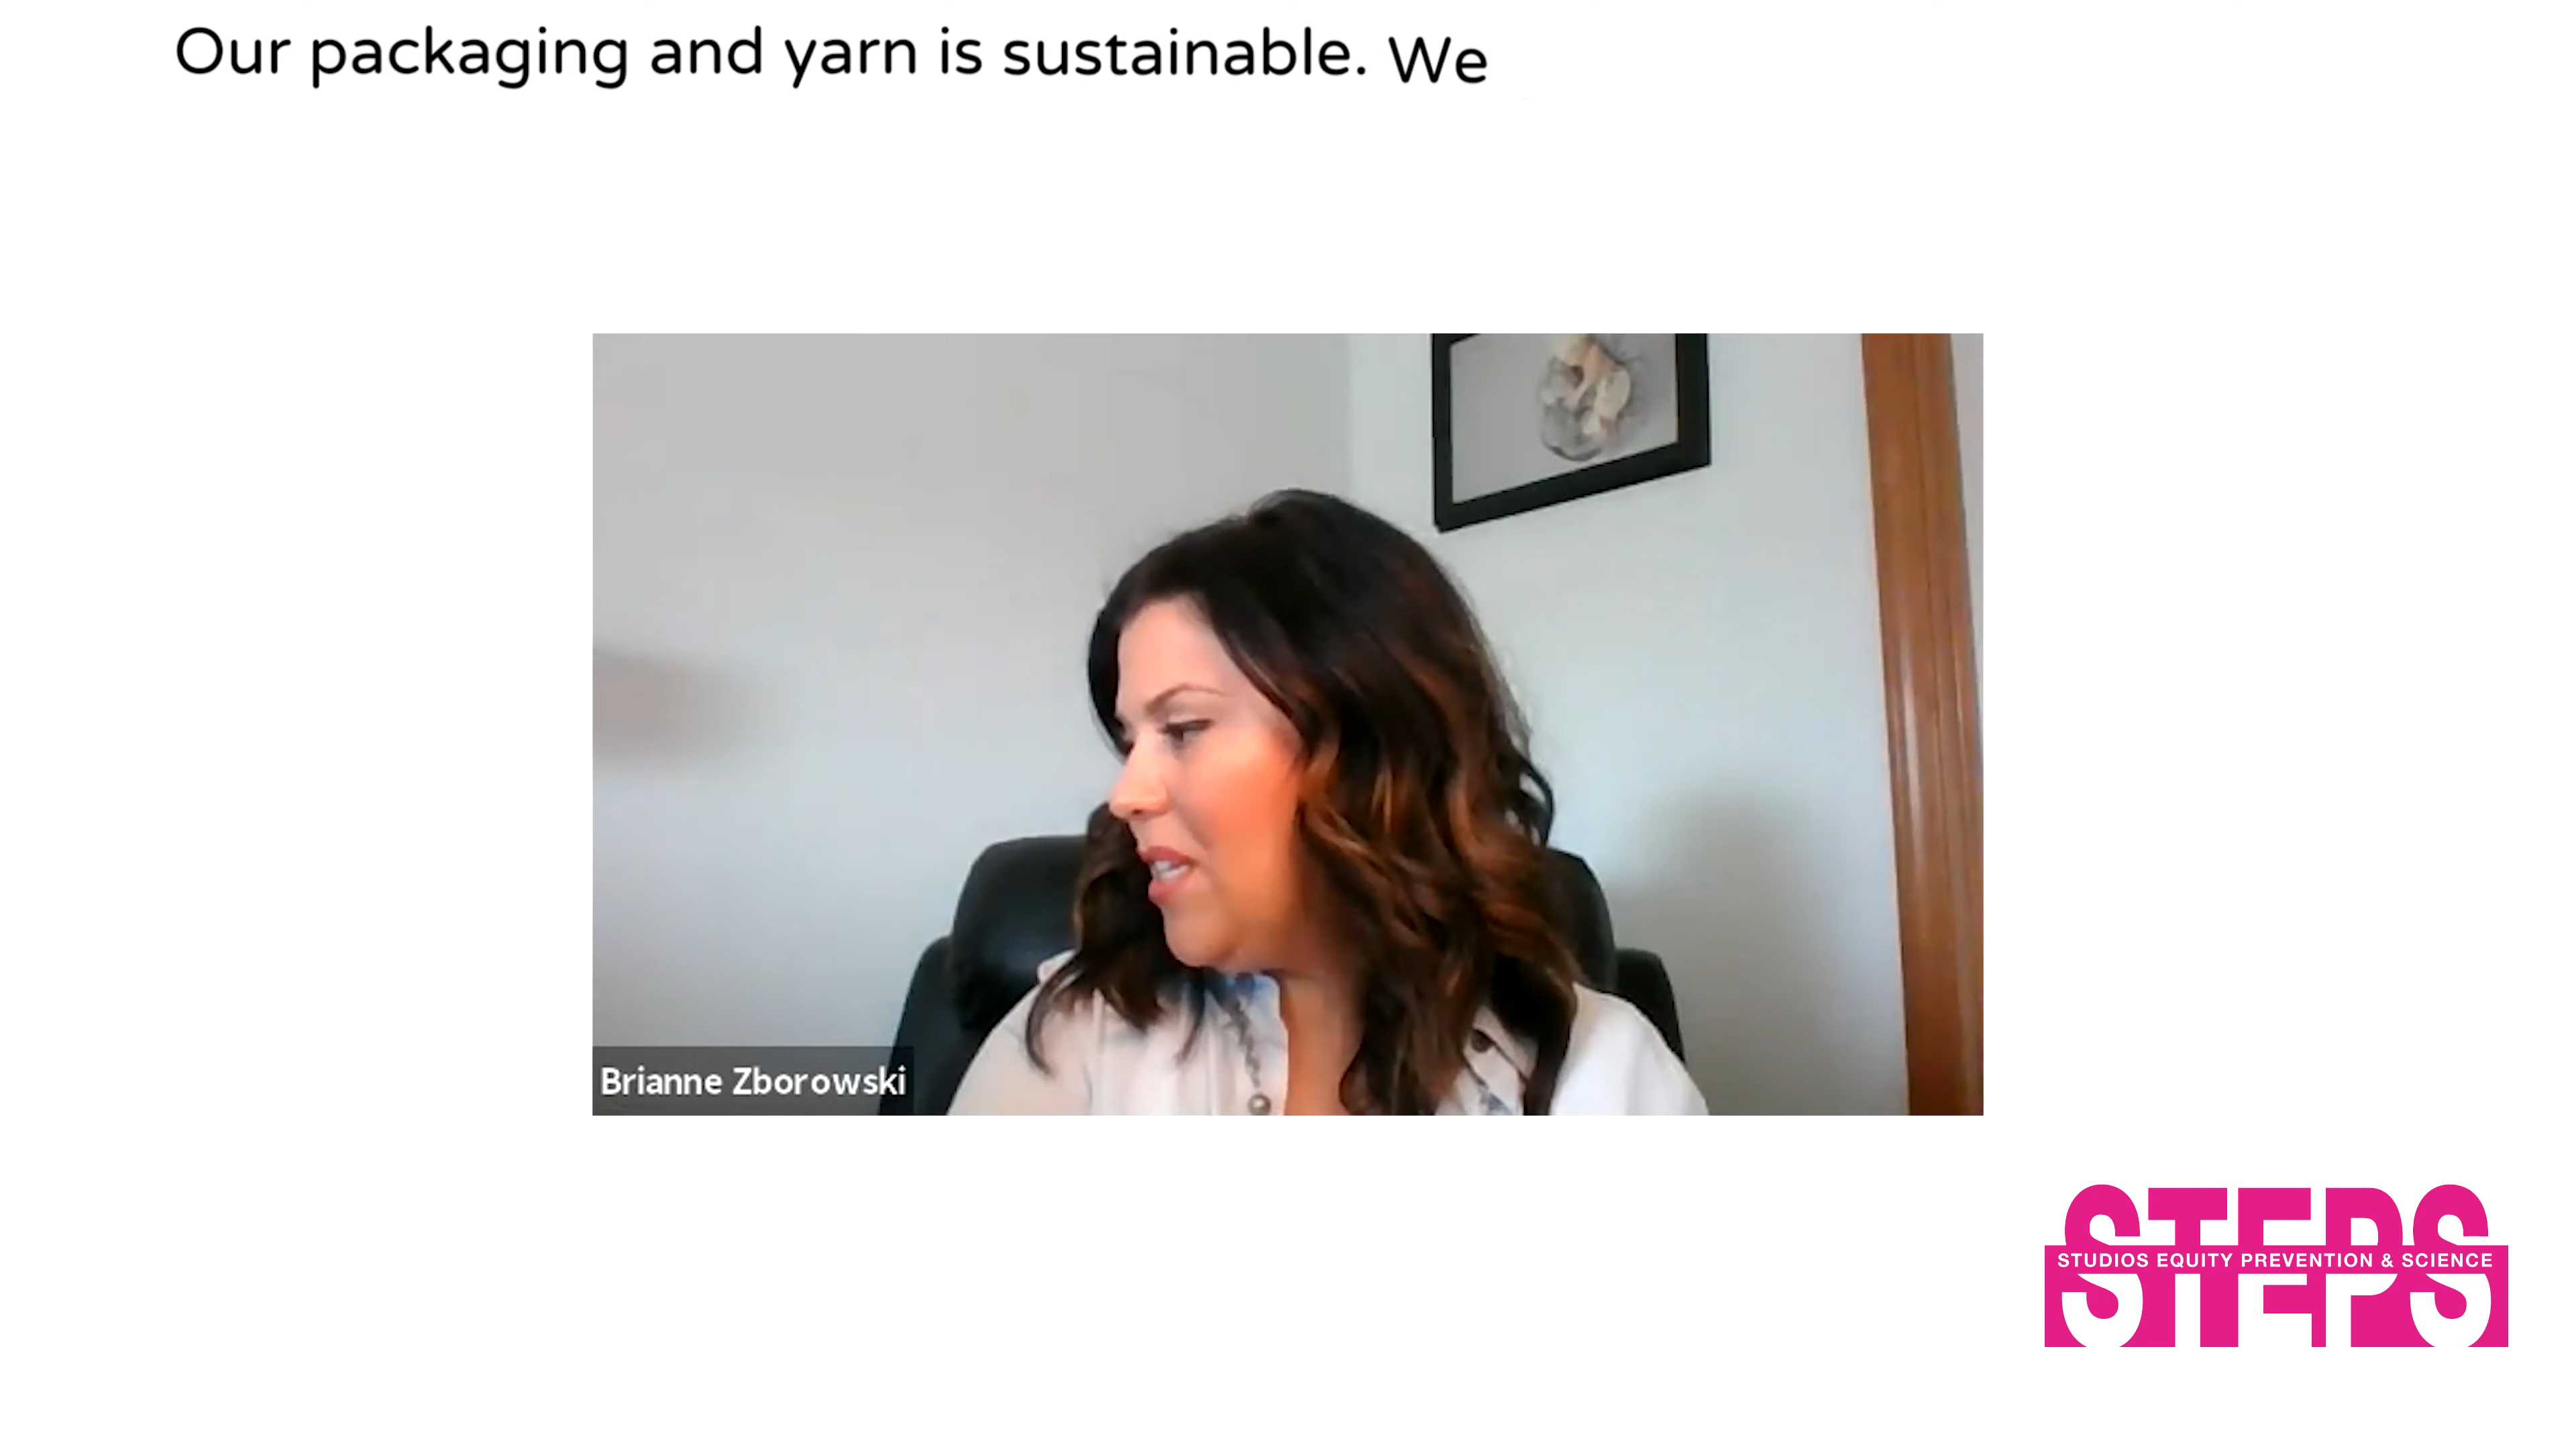 Our packaging and yarn is sustainable. We
Brianne Zborowski
STEPS
STUDIOS EQUITY PREVENTION & SCIENCE